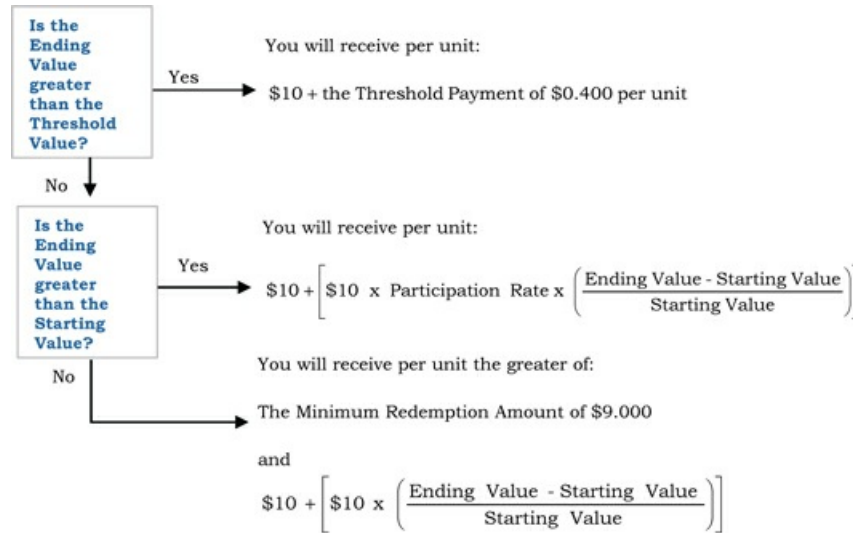 Is the
Ending
Value
greater
than the
Threshold
Value?
Yes
You will receive per unit:
$10 + the Threshold Payment of $0.400 per unit
No
Is the
Ending
Value
greater
than the
Starting
Value?
Yes
You will receive per unit:
$10 + [$10 x Participation Rate x (Ending Value - Starting Value / Starting Value)
No
You will receive per unit the greater of:
The Minimum Redemption Amount of $9.000
and
$10 + [$10 x (Ending Value - Starting Value / Starting Value)]